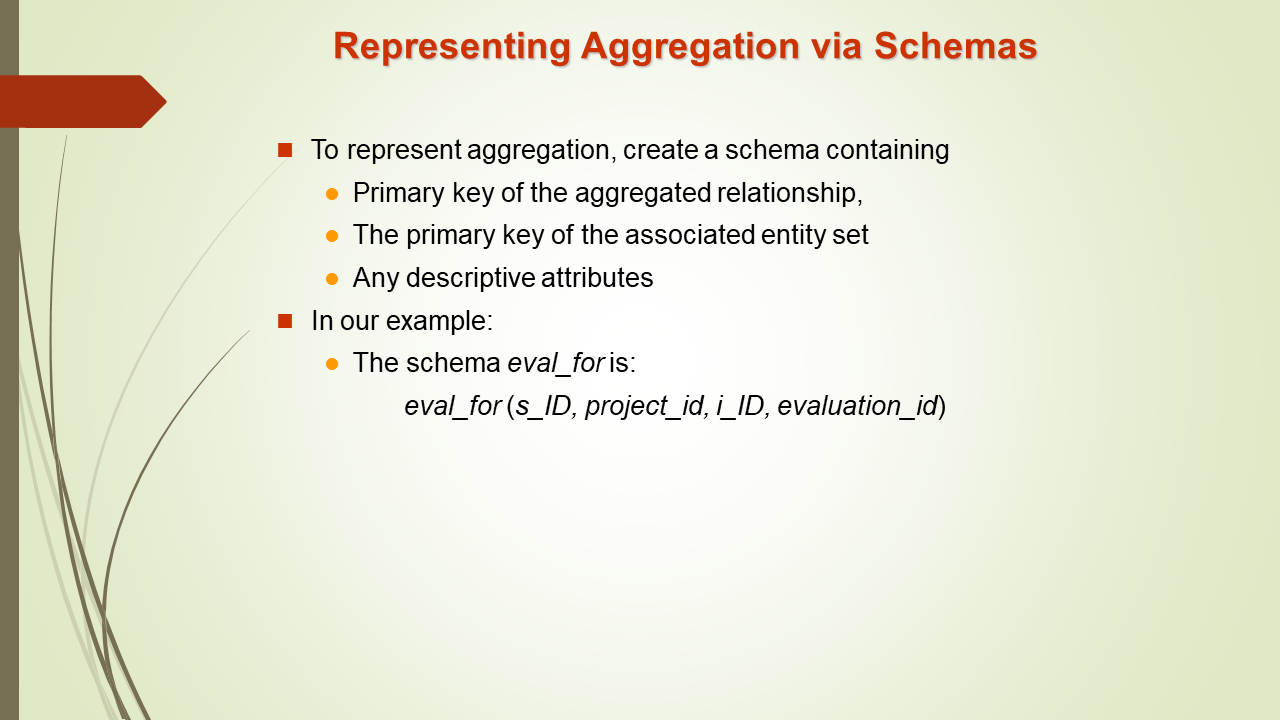 Representing Aggregation via Schemas
To represent aggregation, create a schema containing
Primary key of the aggregated relationship,
The primary key of the associated entity set
Any descriptive attributes
In our example:
The schema eval_for is:
eval_for (s_ID, project_id, i_ID, evaluation_id)